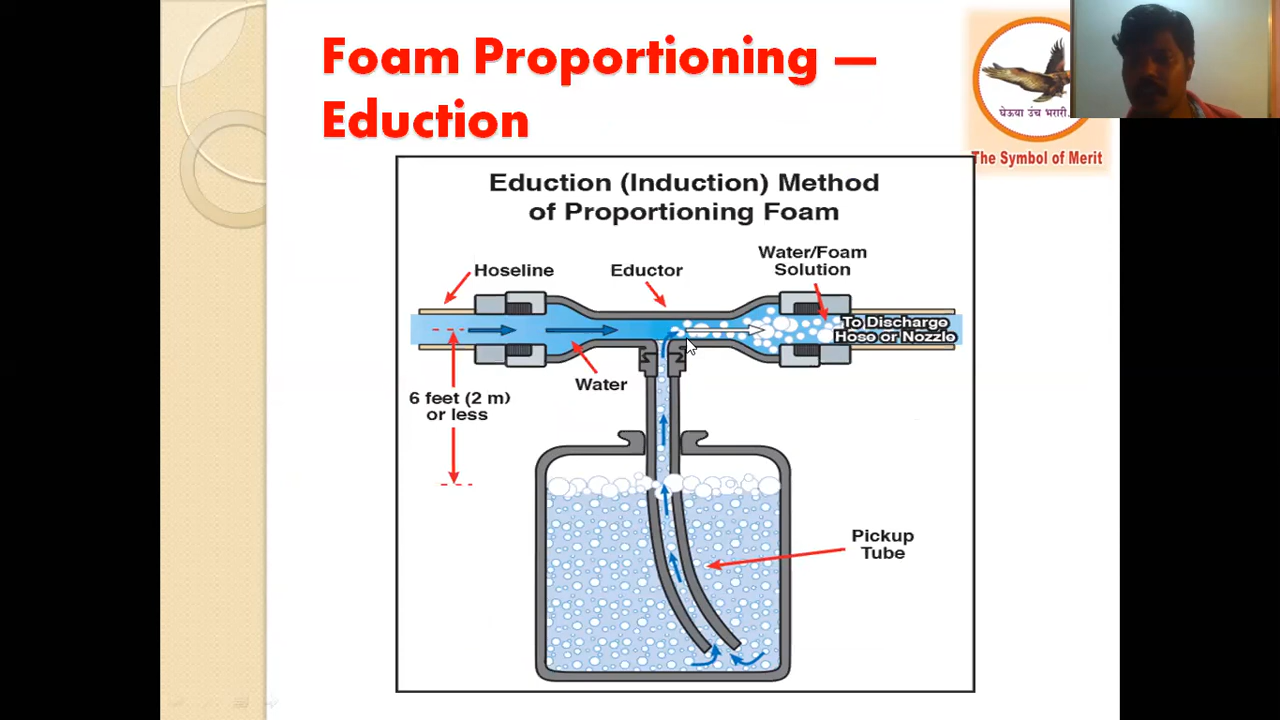 Foam Proportioning —
Eduction
घेऊया उंच भरारी.
The Symbol of Merit
Eduction (Induction) Method
of Proportioning Foam
Hoseline
Eductor
Water/Foam
Solution
To Discharge
Hose or Nozzle
Water
6 feet (2 m)
or less
Pickup
Tube